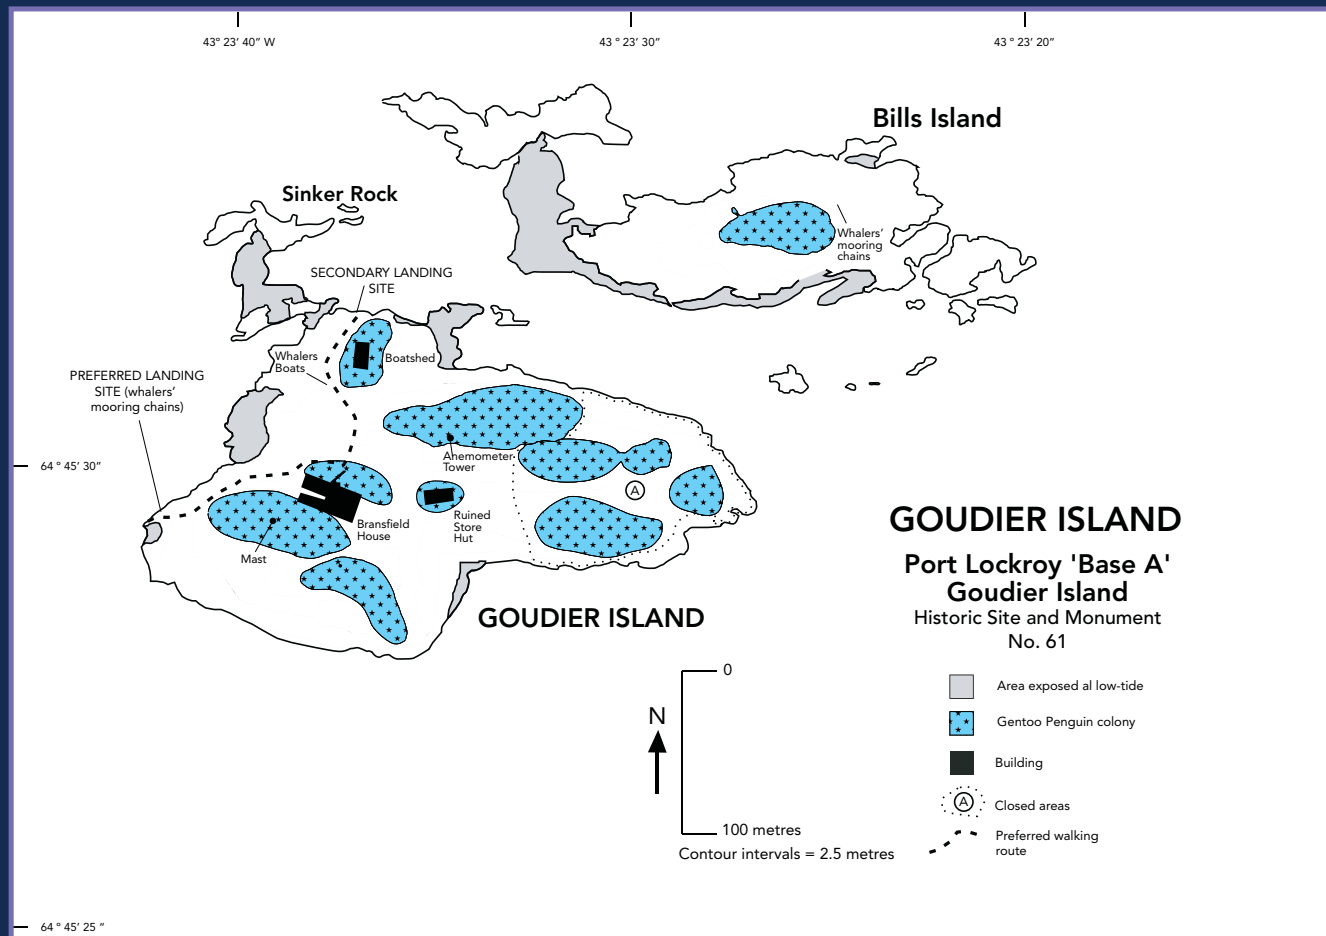 43º 23’ 40” W
43 º 23’ 30”
43 º 23’ 20”
Bills Island
Sinker Rock
Whalers’
mooring
chains
SECONDARY LANDING
SITE
Whalers
Boats
Boatshed
PREFERRED LANDING
SITE (whalers’
mooring chains)
64 º 45’ 30”
Anemometer
Tower
A
Ruined
Store
Hut
Bransfield
House
Mast
GOUDIER ISLAND
GOUDIER ISLAND
Port Lockroy 'Base A'
Goudier Island
Historic Site and Monument
No. 61
0
N
100 metres
Contour intervals = 2.5 metres
Area exposed al low-tide
Gentoo Penguin colony
Building
A
Closed areas
Preferred walking
route
64 º 45’ 25 “